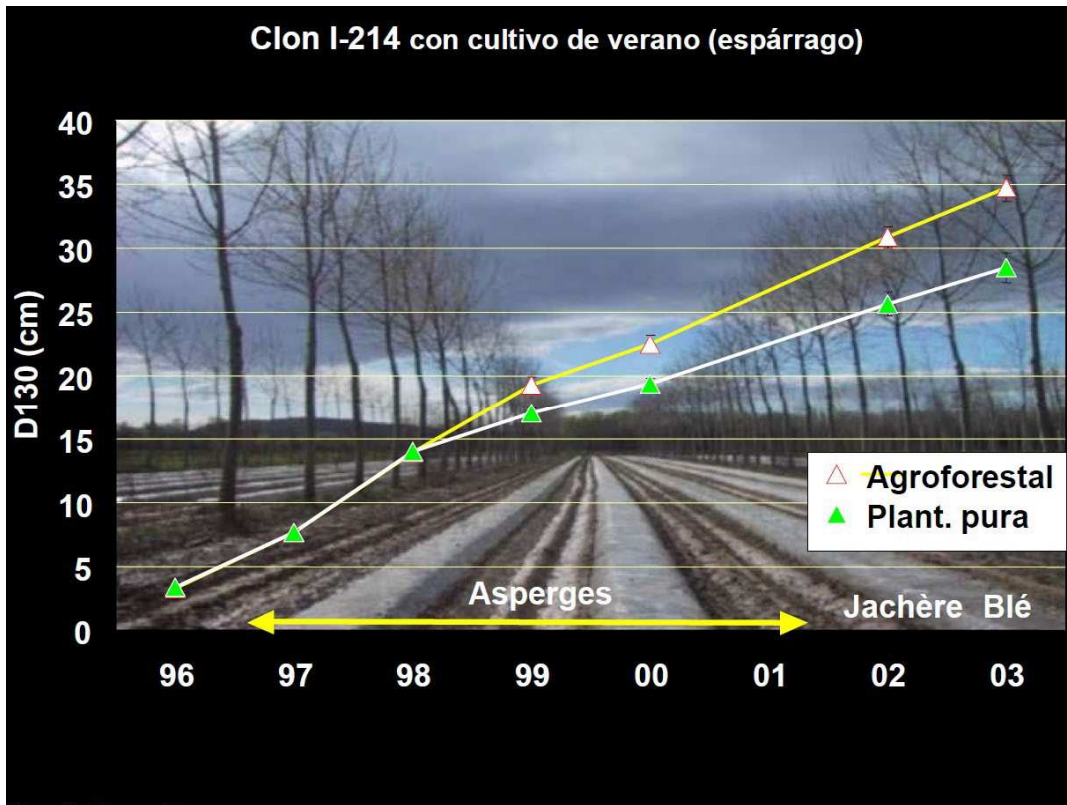 Clon I-214 con cultivo de verano (espárrago)
40
35
30
25
20
15
10
5
0
D130 (cm)
Agroforestal
Plant. pura
Asperges
Jachère Blé
96 97 98 99 00 01 02 03